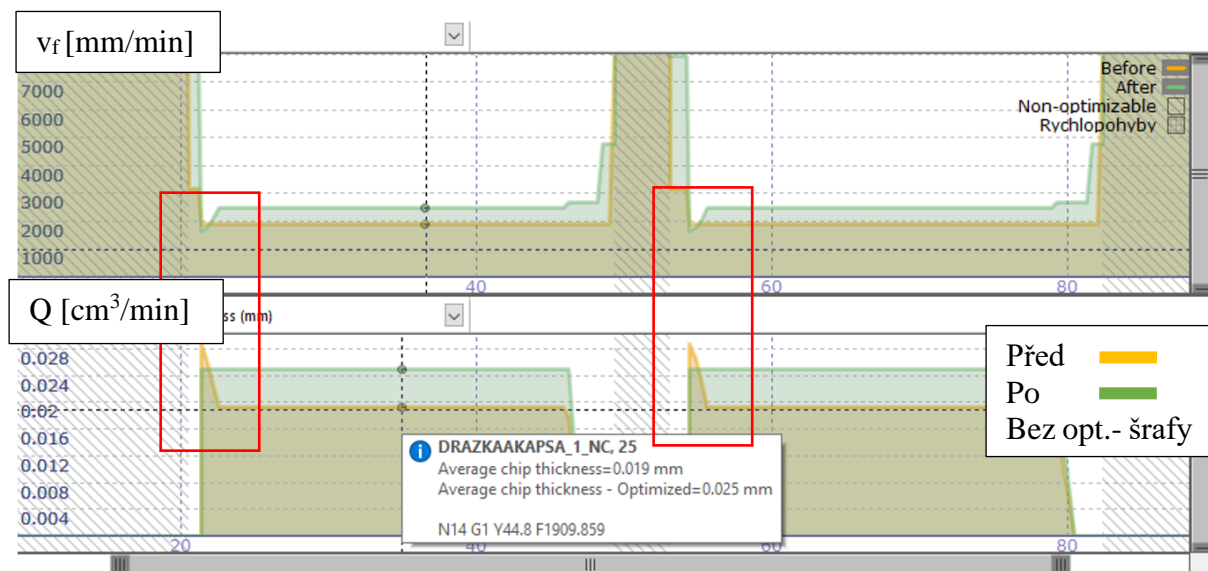 v_f [mm/min]
Before
After
Non-optimizable
Rychlopohyby
7000
6000
5000
4000
3000
2000
1000
40
60
80
Q [cm³/min]
ss (mm)
0.028
0.024
0.02
0.016
0.012
0.008
0.004
Před
Po
Bez opt.- šrafy
DRAZKAAKAPSA_1_NC, 25
Average chip thickness=0.019 mm
Average chip thickness - Optimized=0.025 mm
N14 G1 Y44.8 F1909.859
20
40
60
80